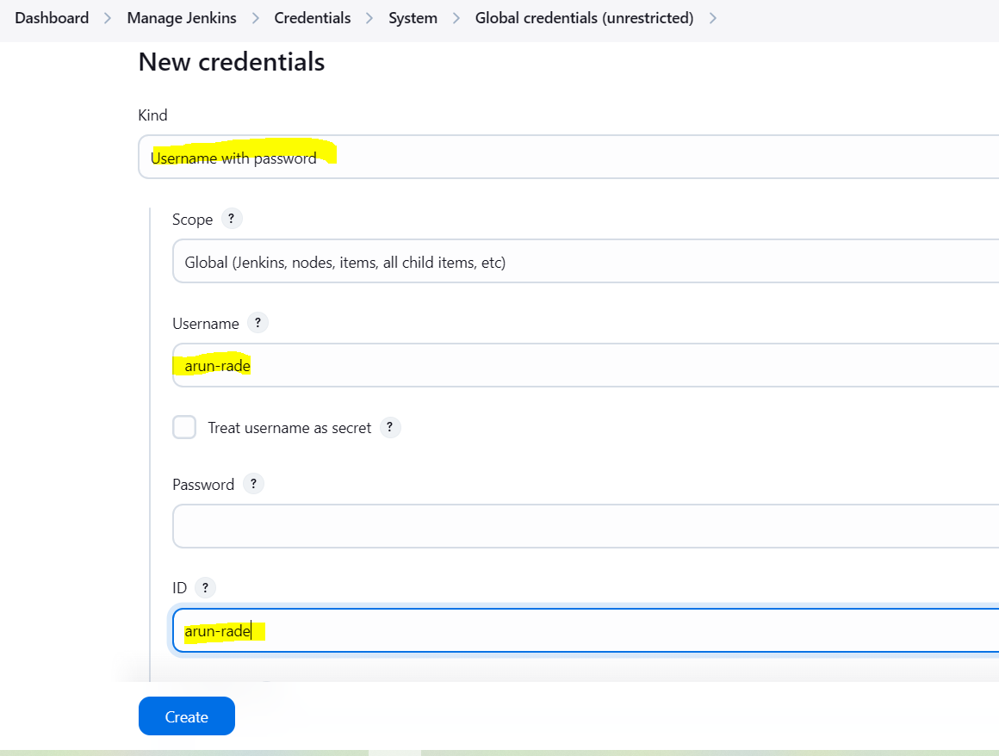 Dashboard > Manage Jenkins > Credentials > System > Global credentials (unrestricted) >
New credentials
Kind
Username with password
Scope ?
Global (Jenkins, nodes, items, all child items, etc)
Username ?
arun-rade
Treat username as secret ?
Password ?
ID ?
arun-rade
Create